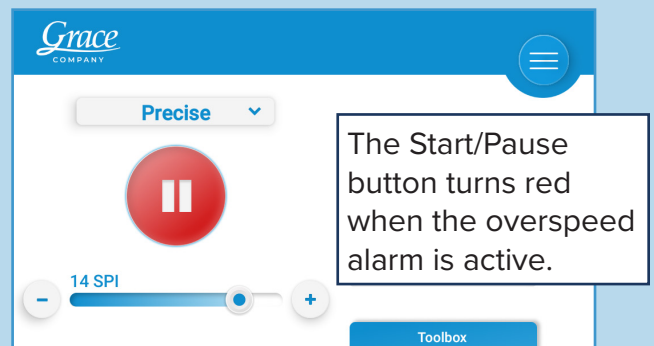 Grace
COMPANY
Precise
The Start/Pause
button turns red
when the overspeed
alarm is active.
14 SPI
Toolbox